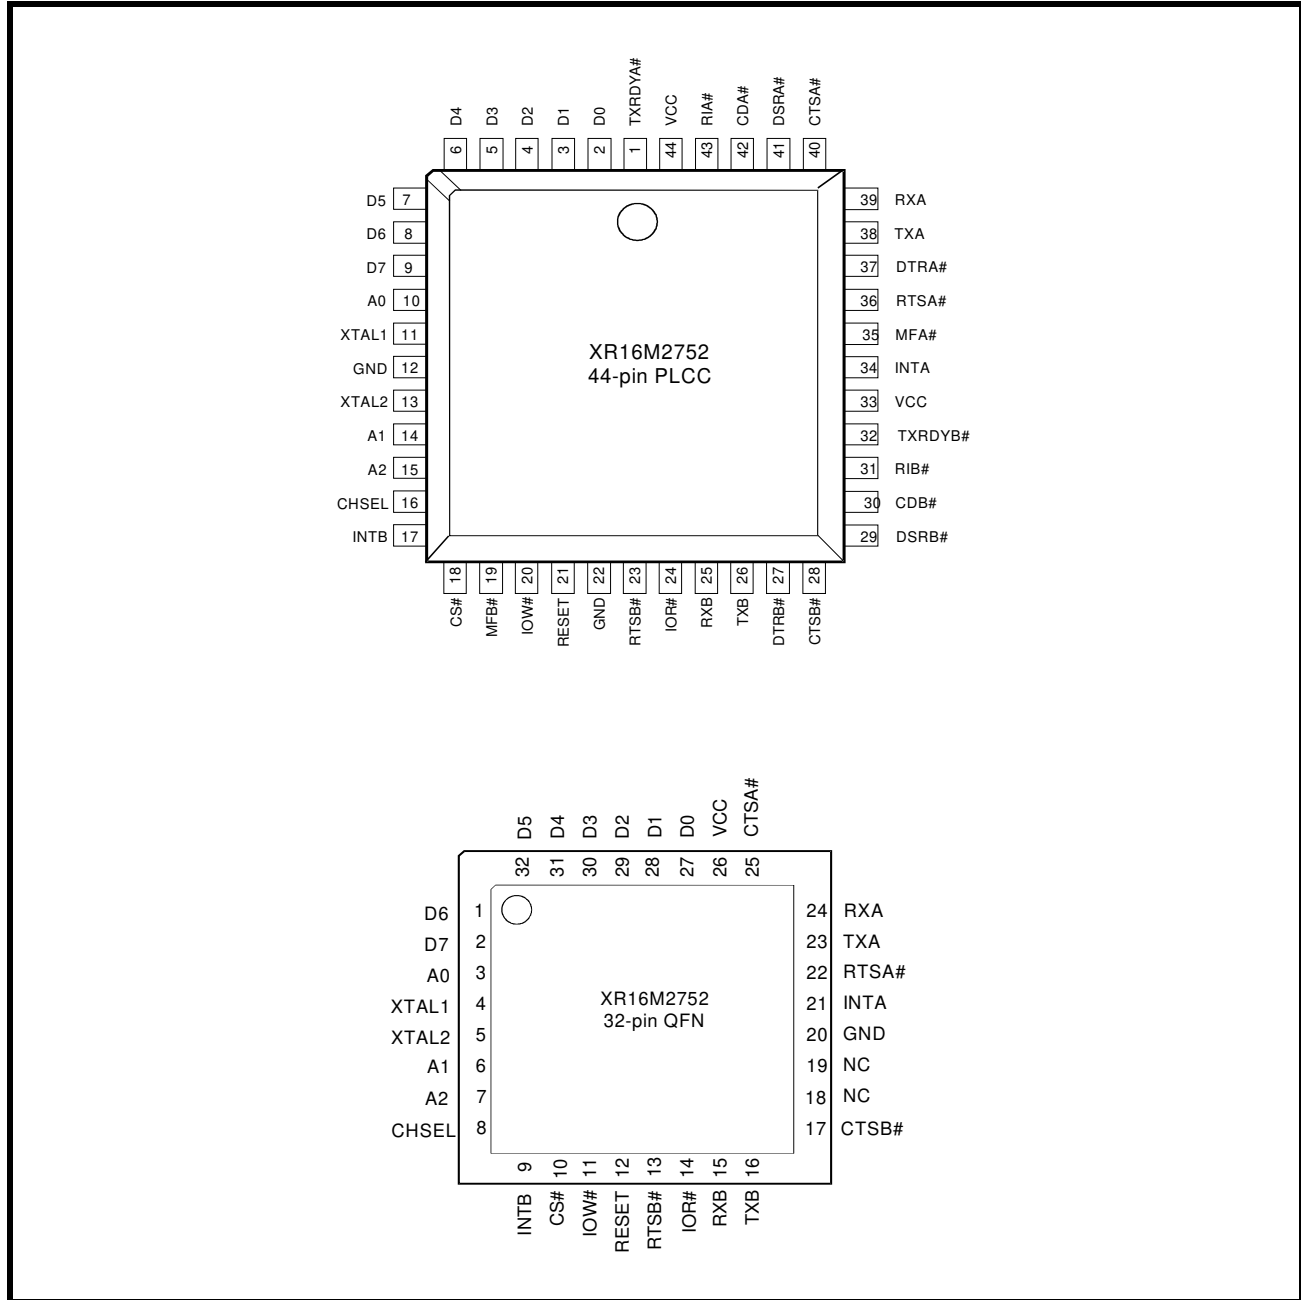 D4 D3 D2 D1 D0 TXRDYA# VCC RIA# CDA# DSRA# CTSA#
6 5 4 3 2 1 44 43 42 41 40
D5 7 39 RXA
D6 8 38 TXA
D7 9 37 DTRA#
A0 10 36 RTSA#
XTAL1 11 35 MFA#
GND 12 34 INTA
XTAL2 13 33 VCC
A1 14 32 TXRDYB#
A2 15 31 RIB#
CHSEL 16 30 CDB#
INTB 17 29 DSRB#
XR16M2752
44-pin PLCC
18 19 20 21 22 23 24 25 26 27 28
CS# MFB# IOW# RESET GND RTSB# IOR# RXB TXB DTRB# CTSB#
D5 D4 D3 D2 D1 D0 VCC CTSA#
32 31 30 29 28 27 26 25
D6 1 24 RXA
D7 2 23 TXA
A0 3 22 RTSA#
XTAL1 4 21 INTA
XTAL2 5 20 GND
A1 6 19 NC
A2 7 18 NC
CHSEL 8 17 CTSB#
XR16M2752
32-pin QFN
9 10 11 12 13 14 15 16
INTB CS# IOW# RESET RTSB# IOR# RXB TXB